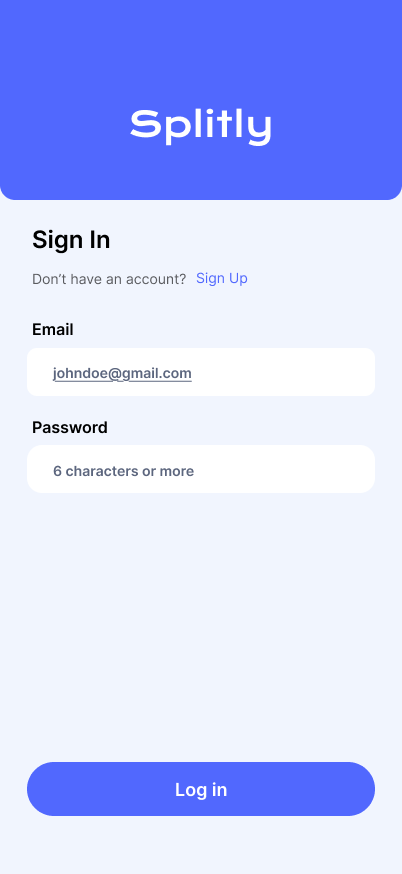 Splitly
Sign In
Don’t have an account? Sign Up
Email
johndoe@gmail.com
Password
6 characters or more
Log in